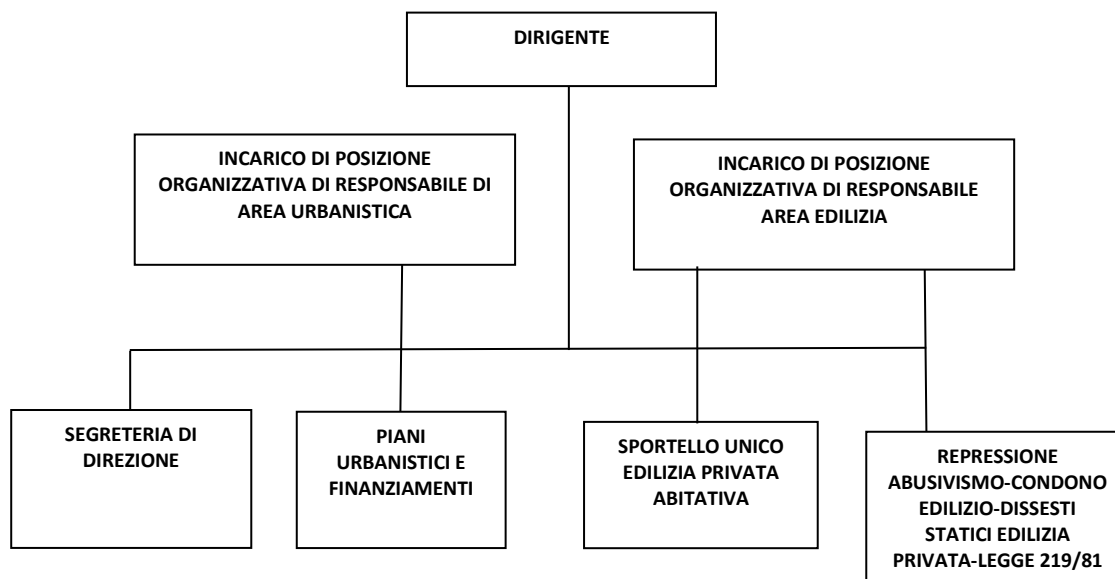 DIRIGENTE
INCARICO DI POSIZIONE
ORGANIZZATIVA DI RESPONSABILE DI
AREA URBANISTICA
INCARICO DI POSIZIONE
ORGANIZZATIVA DI RESPONSABILE
AREA EDILIZIA
SEGRETERIA DI
DIREZIONE
PIANI
URBANISTICI E
FINANZIAMENTI
SPORTELLO UNICO
EDILIZIA PRIVATA
ABITATIVA
REPRESSIONE
ABUSIVISMO-CONDONO
EDILIZIO-DISSESTI
STATICI EDILIZIA
PRIVATA-LEGGE 219/81